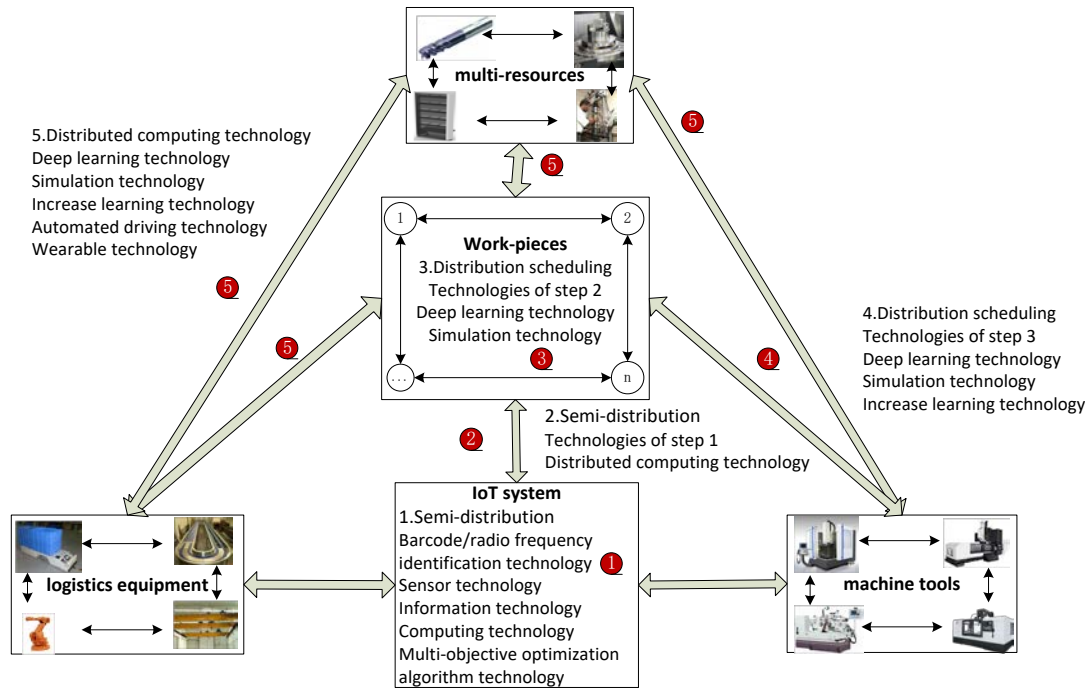 multi-resources
5
5.Distributed computing technology
Deep learning technology
Simulation technology
Increase learning technology
Automated driving technology
Wearable technology
5
5
1
2
Work-pieces
3.Distribution scheduling
Technologies of step 2
Deep learning technology
Simulation technology
3
...
n
5
4
4.Distribution scheduling
Technologies of step 3
Deep learning technology
Simulation technology
Increase learning technology
2
2.Semi-distribution
Technologies of step 1
Distributed computing technology
IoT system
1.Semi-distribution
Barcode/radio frequency
identification technology
1
Sensor technology
Information technology
Computing technology
Multi-objective optimization
algorithm technology
logistics equipment
machine tools